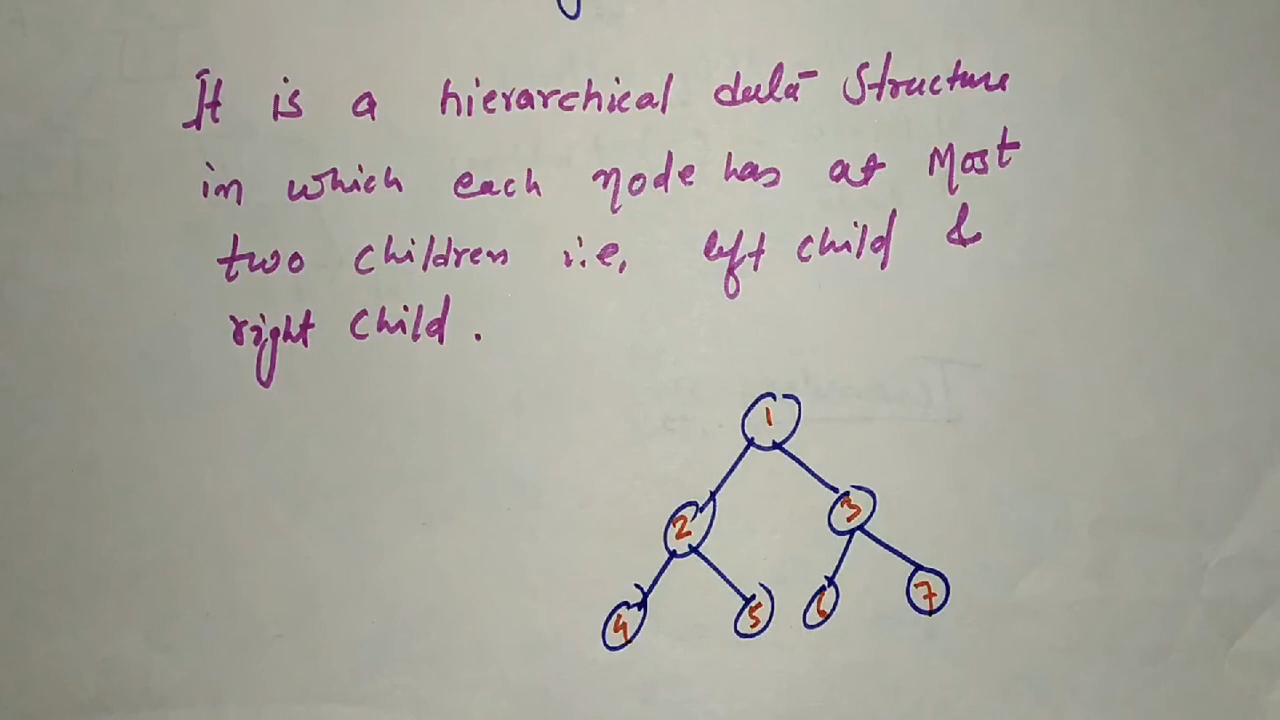 It is a hierarchical data structure
in which each node has at Most
two children i.e, left child &
right child.
1
2 3
4 5 6 7